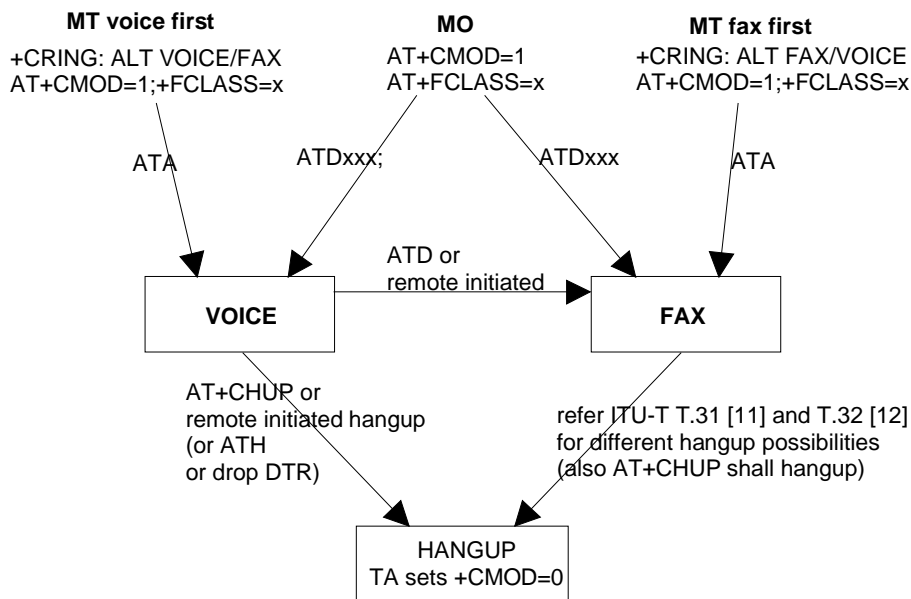 MT voice first
+CRING: ALT VOICE/FAX
AT+CMOD=1;+FCLASS=x
MO
AT+CMOD=1
AT+FCLASS=x
MT fax first
+CRING: ALT FAX/VOICE
AT+CMOD=1;+FCLASS=x
ATA
ATDxxx;
ATDxxx
ATA
ATD or
remote initiated
VOICE
FAX
AT+CHUP or
remote initiated hangup
(or ATH
or drop DTR)
refer ITU-T T.31 [11] and T.32 [12]
for different hangup possibilities
(also AT+CHUP shall hangup)
HANGUP
TA sets +CMOD=0